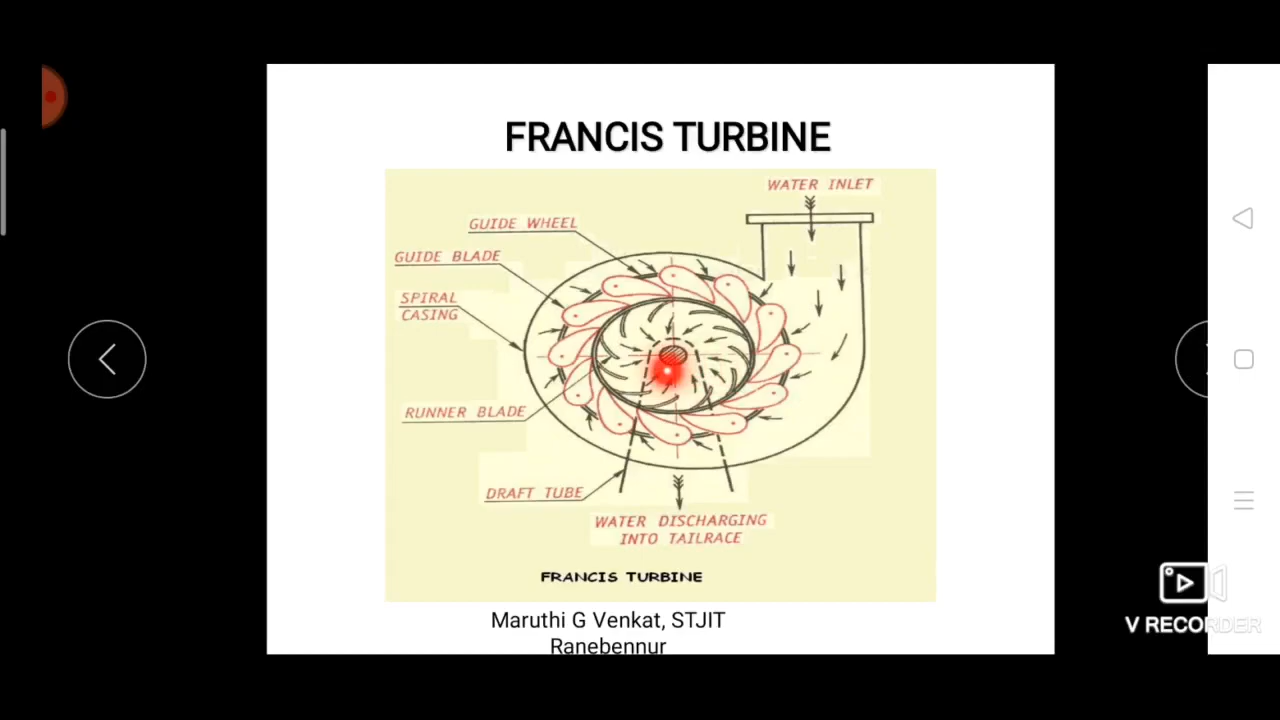 FRANCIS TURBINE
WATER INLET
GUIDE WHEEL
GUIDE BLADE
SPIRAL
CASING
RUNNER BLADE
DRAFT TUBE
WATER DISCHARGING
INTO TAILRACE
FRANCIS TURBINE
Maruthi G Venkat, STJIT
Ranebennur
V RECORDER